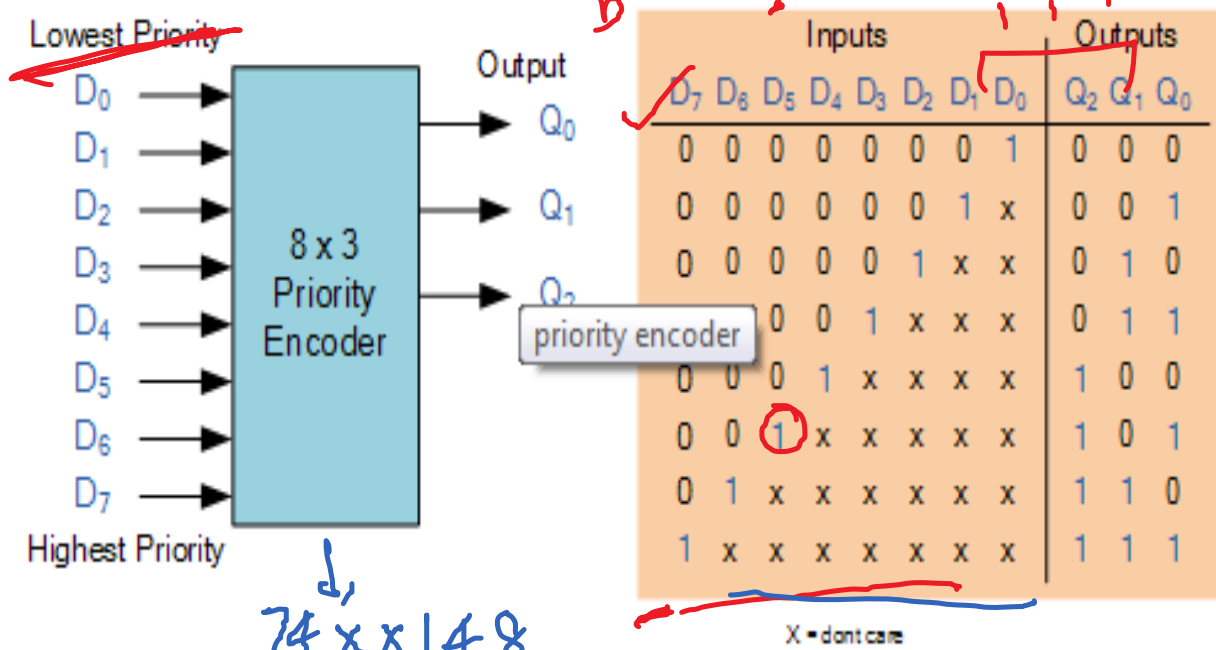 Lowest Priority
D0
D1
D2
D3
D4
D5
D6
D7
Highest Priority
8 x 3
Priority
Encoder
Output
Q0
Q1
Q2
priority encoder
74xx148
D
Inputs Outputs
D7 D6 D5 D4 D3 D2 D1 D0 Q2 Q1 Q0
0 0 0 0 0 0 0 1 0 0 0
0 0 0 0 0 0 1 x 0 0 1
0 0 0 0 0 1 x x 0 1 0
0 0 1 x x x 0 1 1
0 0 0 1 x x x x 1 0 0
0 0 1 x x x x x 1 0 1
0 1 x x x x x x 1 1 0
1 x x x x x x x 1 1 1
X = dont care